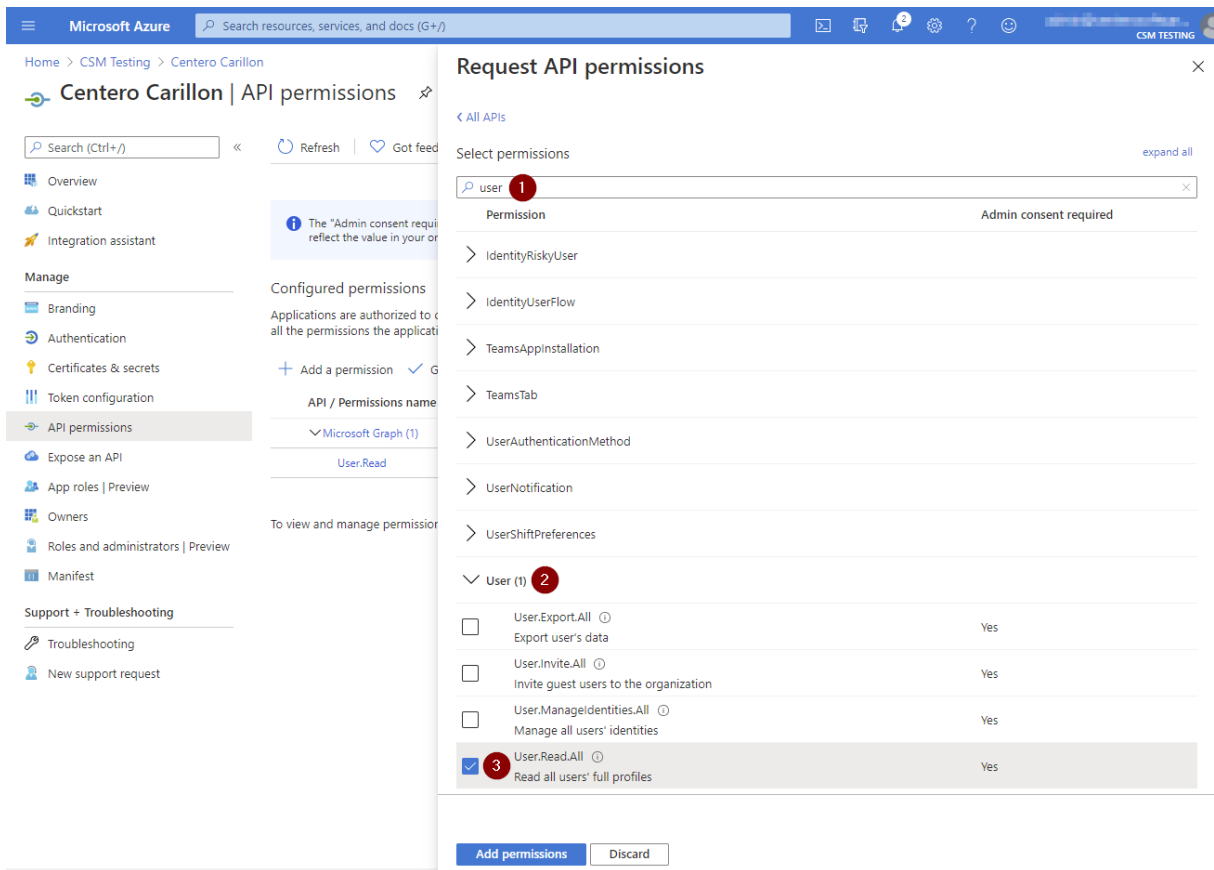 Microsoft Azure
Search resources, services, and docs (G+/)
2
CSM TESTING
Home > CSM Testing > Centero Carillon
Centero Carillon | API permissions
Search (Ctrl+/)
«
Overview
Quickstart
Integration assistant
Manage
Branding
Authentication
Certificates & secrets
Token configuration
API permissions
Expose an API
App roles | Preview
Owners
Roles and administrators | Preview
Manifest
Support + Troubleshooting
Troubleshooting
New support request
Refresh
Got feed
The "Admin consent requi
reflect the value in your or
Configured permissions
Applications are authorized to c
all the permissions the applicati
Add a permission
G
API / Permissions name
Microsoft Graph (1)
User.Read
To view and manage permission
Request API permissions
All APIs
Select permissions
expand all
user 1
Permission Admin consent required
IdentityRiskyUser
IdentityUserFlow
TeamsAppInstallation
TeamsTab
UserAuthenticationMethod
UserNotification
UserShiftPreferences
User (1) 2
User.Export.All
Export user's data
Yes
User.Invite.All
Invite guest users to the organization
Yes
User.ManageIdentities.All
Manage all users' identities
Yes
3
User.Read.All
Read all users' full profiles
Yes
Add permissions
Discard